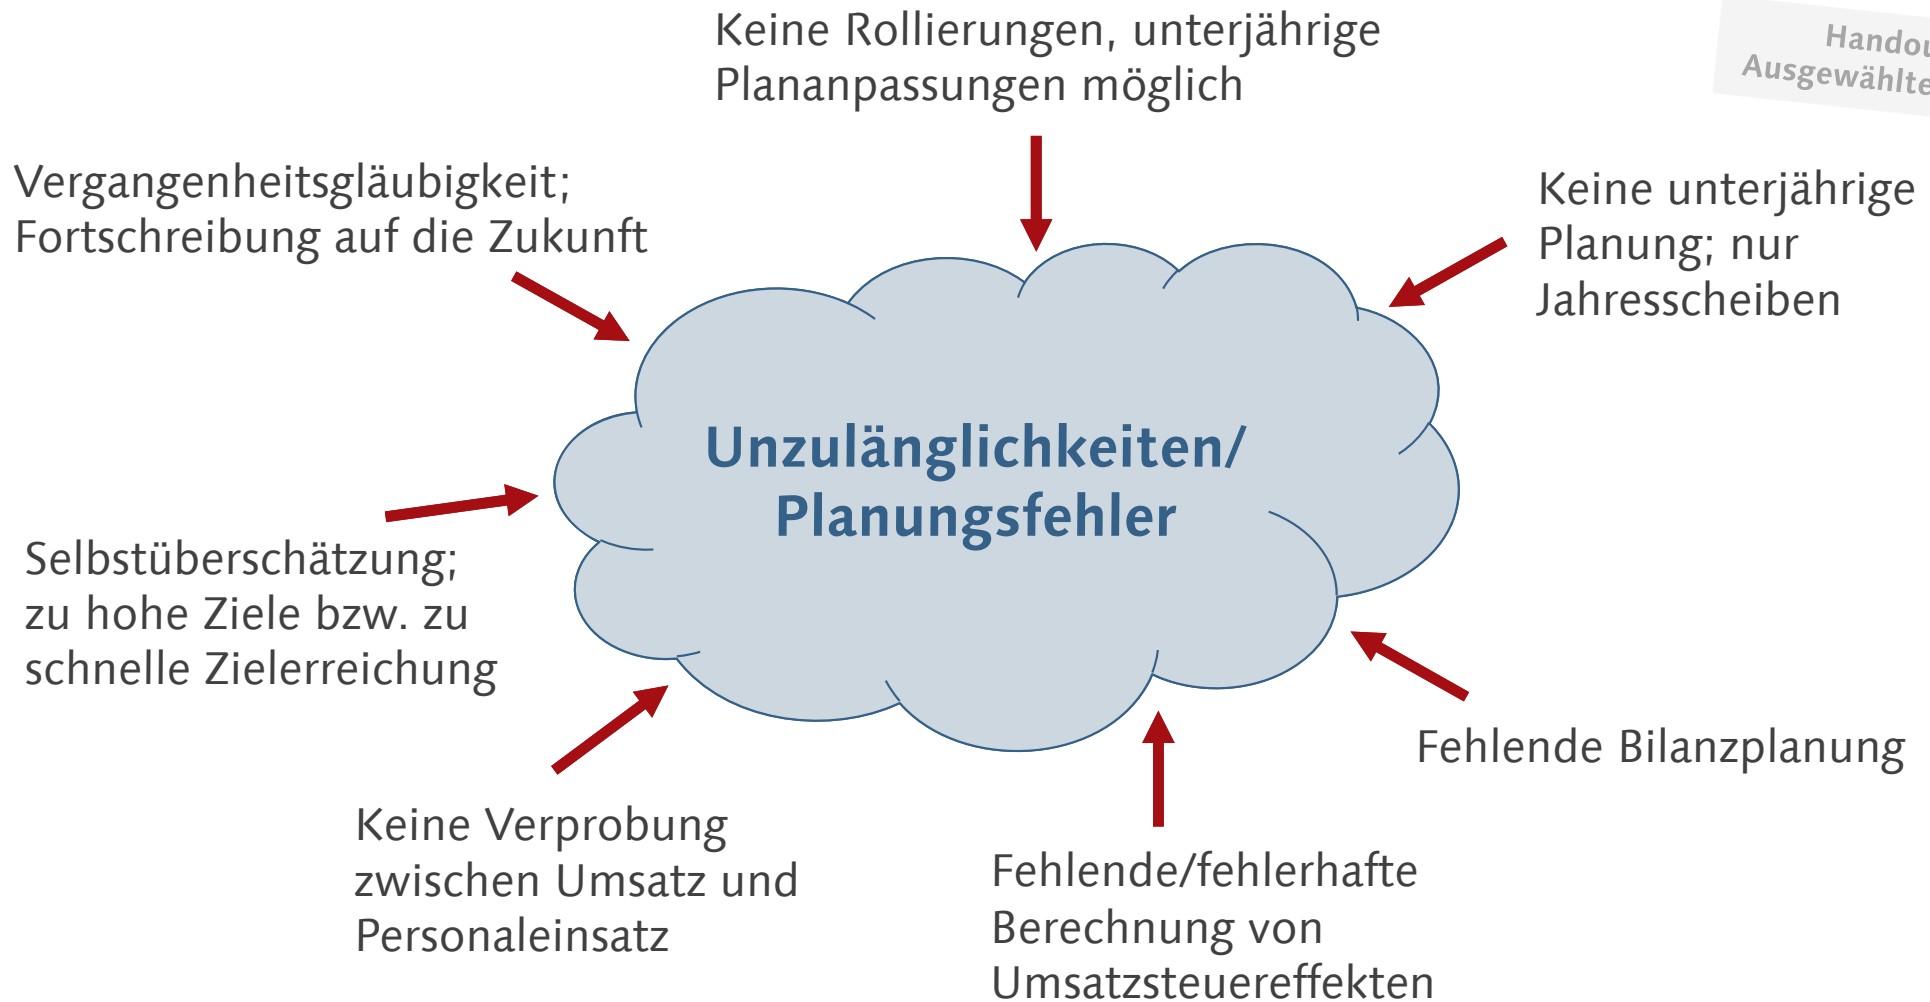 Keine Rollierungen, unterjährige
Plananpassungen möglich
Vergangenheitsgläubigkeit;
Fortschreibung auf die Zukunft
Keine unterjährige
Planung; nur
Jahresscheiben
Unzulänglichkeiten/
Planungsfehler
Selbstüberschätzung;
zu hohe Ziele bzw. zu
schnelle Zielerreichung
Fehlende Bilanzplanung
Keine Verprobung
zwischen Umsatz und
Personaleinsatz
Fehlende/fehlerhafte
Berechnung von
Umsatzsteuereffekten